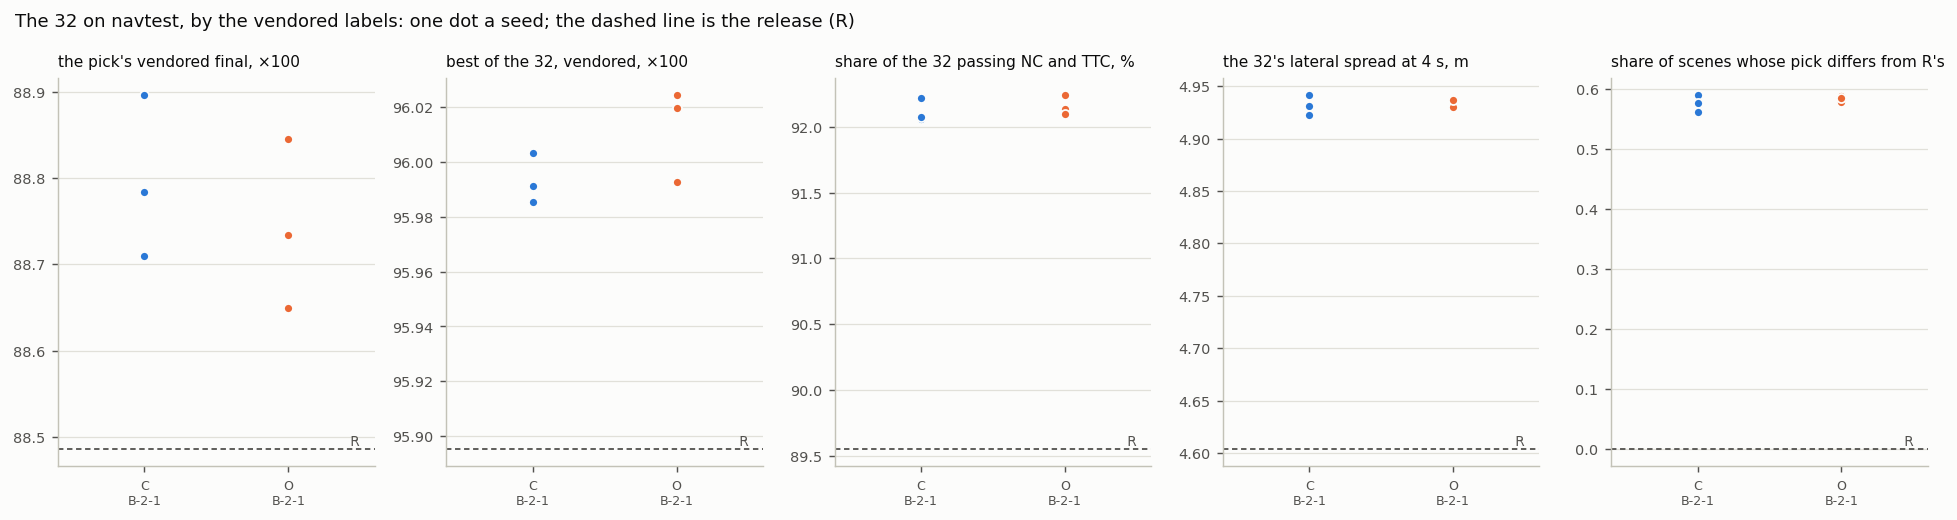 The 32 on navtest, by the vendored labels: one dot a seed; the dashed line is the release (R)
the pick's vendored final, ×100
88.9
88.8
88.7
88.6
88.5
R
C
B-2-1
O
B-2-1
best of the 32, vendored, ×100
96.02
96.00
95.98
95.96
95.94
95.92
95.90
R
C
B-2-1
O
B-2-1
share of the 32 passing NC and TTC, %
92.0
91.5
91.0
90.5
90.0
89.5
R
C
B-2-1
O
B-2-1
the 32's lateral spread at 4 s, m
4.95
4.90
4.85
4.80
4.75
4.70
4.65
4.60
R
C
B-2-1
O
B-2-1
share of scenes whose pick differs from R's
0.6
0.5
0.4
0.3
0.2
0.1
0.0
R
C
B-2-1
O
B-2-1